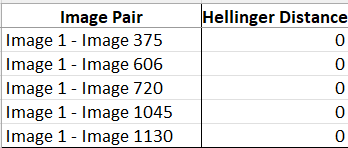 Image Pair Hellinger Distance
Image 1 - Image 375 0
Image 1 - Image 606 0
Image 1 - Image 720 0
Image 1 - Image 1045 0
Image 1 - Image 1130 0